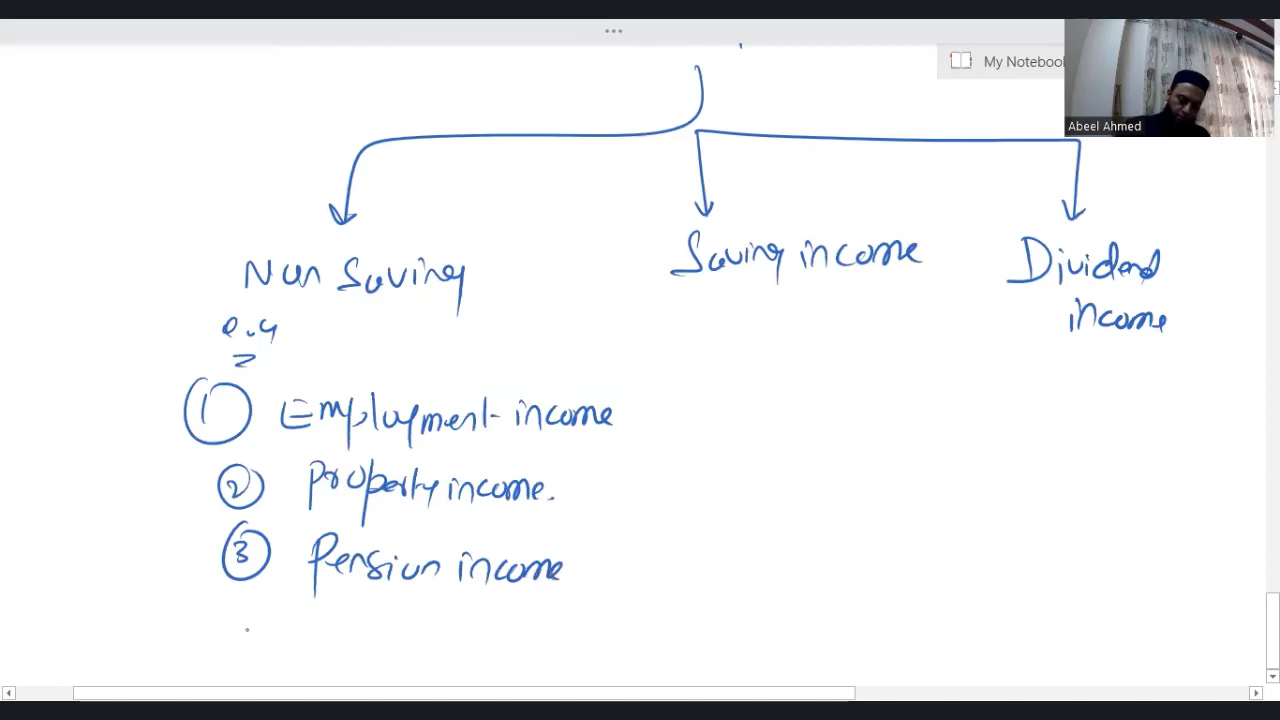 My Notebook
Abeel Ahmed
Non Saving
Saving income
Dividend
income
e.g
1 Employment income
2 Property income.
3 Pension income